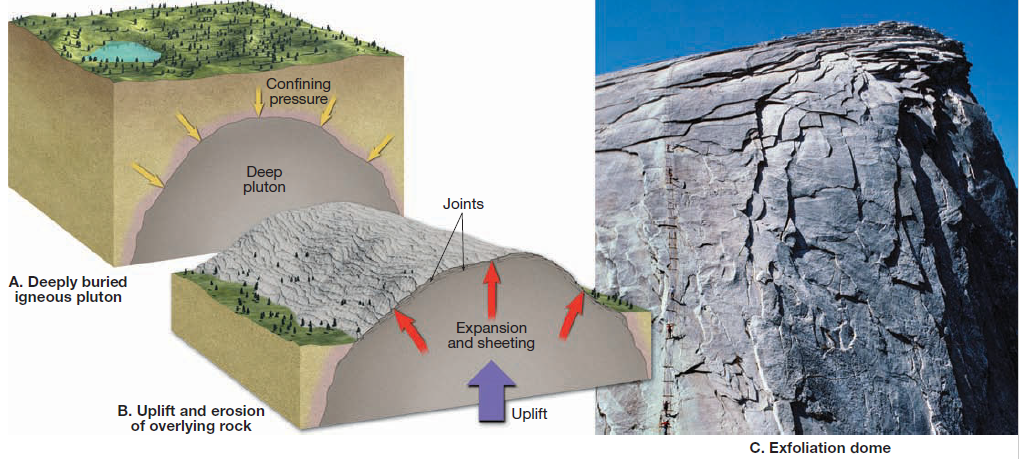 Confining
pressure
Deep
pluton
A. Deeply buried
igneous pluton
Joints
Expansion
and sheeting
Uplift
B. Uplift and erosion
of overlying rock
C. Exfoliation dome